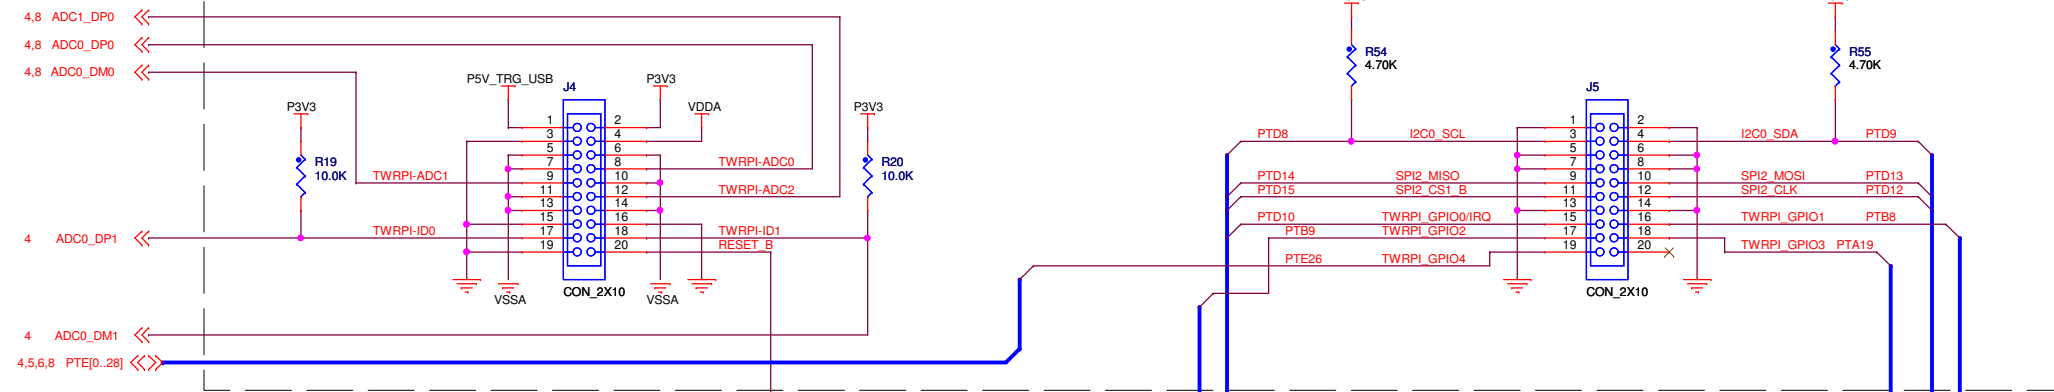 4,8 ADC1_DP0
4,8 ADC0_DP0
4,8 ADC0_DM0
P5V_TRG_USB
P3V3
J4
VDDA
P3V3
P3V3
R19
10.0K
R20
10.0K
1 2
3 4
5 6
7 8
9 10
11 12
13 14
15 16
17 18
19 20
TWRPI-ADC0
TWRPI-ADC1
TWRPI-ADC2
4 ADC0_DP1
TWRPI-ID0
TWRPI-ID1
RESET_B
VSSA
CON_2X10
VSSA
4 ADC0_DM1
4,5,6,8 PTE[0..28]
R54
4.70K
R55
4.70K
J5
1 2
3 4
5 6
7 8
9 10
11 12
13 14
15 16
17 18
19 20
PTD8 I2C0_SCL
I2C0_SDA PTD9
PTD14 SPI2_MISO
SPI2_MOSI PTD13
PTD15 SPI2_CS1_B
SPI2_CLK PTD12
PTD10 TWRPI_GPIO0/IRQ
TWRPI_GPIO1 PTB8
PTB9 TWRPI_GPIO2
TWRPI_GPIO3 PTA19
PTE26 TWRPI_GPIO4
CON_2X10